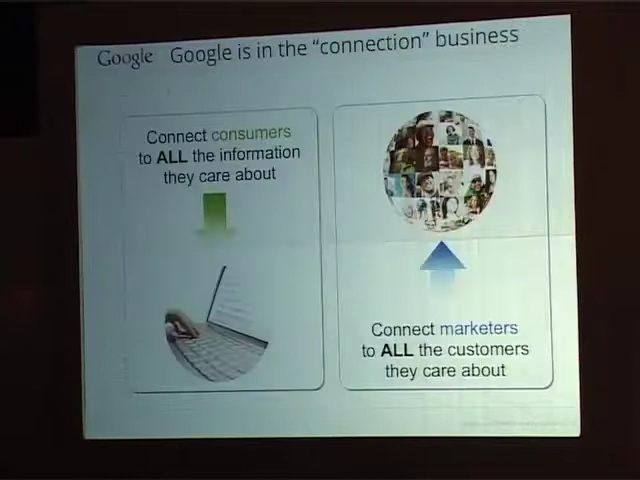 Google Google is in the “connection” business
Connect consumers
to ALL the information
they care about
Connect marketers
to ALL the customers
they care about